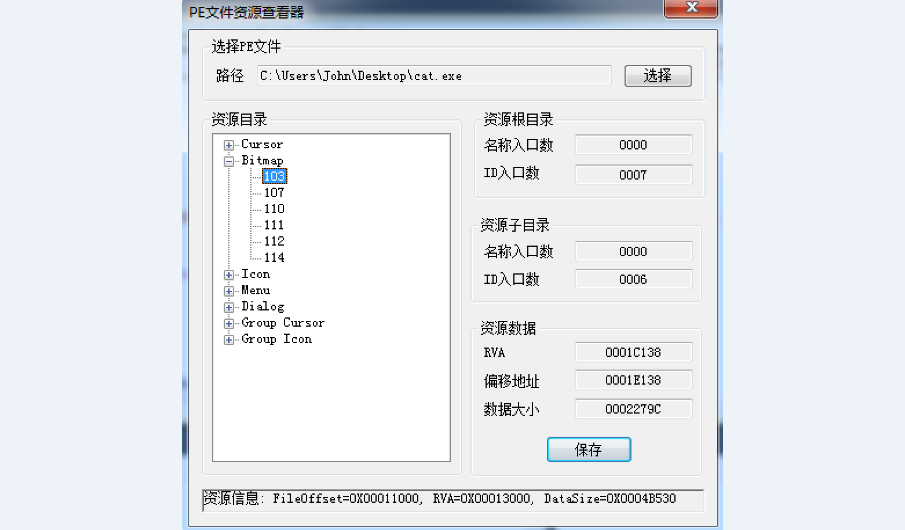 PE文件资源查看器
选择PE文件
路径 C:\Users\John\Desktop\cat.exe 选择
资源目录
Cursor
Bitmap
103
107
110
111
112
114
Icon
Menu
Dialog
Group Cursor
Group Icon
资源根目录
名称入口数 0000
ID入口数 0007
资源子目录
名称入口数 0000
ID入口数 0006
资源数据
RVA 0001C138
偏移地址 0001E138
数据大小 0002279C
保存
资源信息: FileOffset=0X00011000, RVA=0X00013000, DataSize=0X0004B530